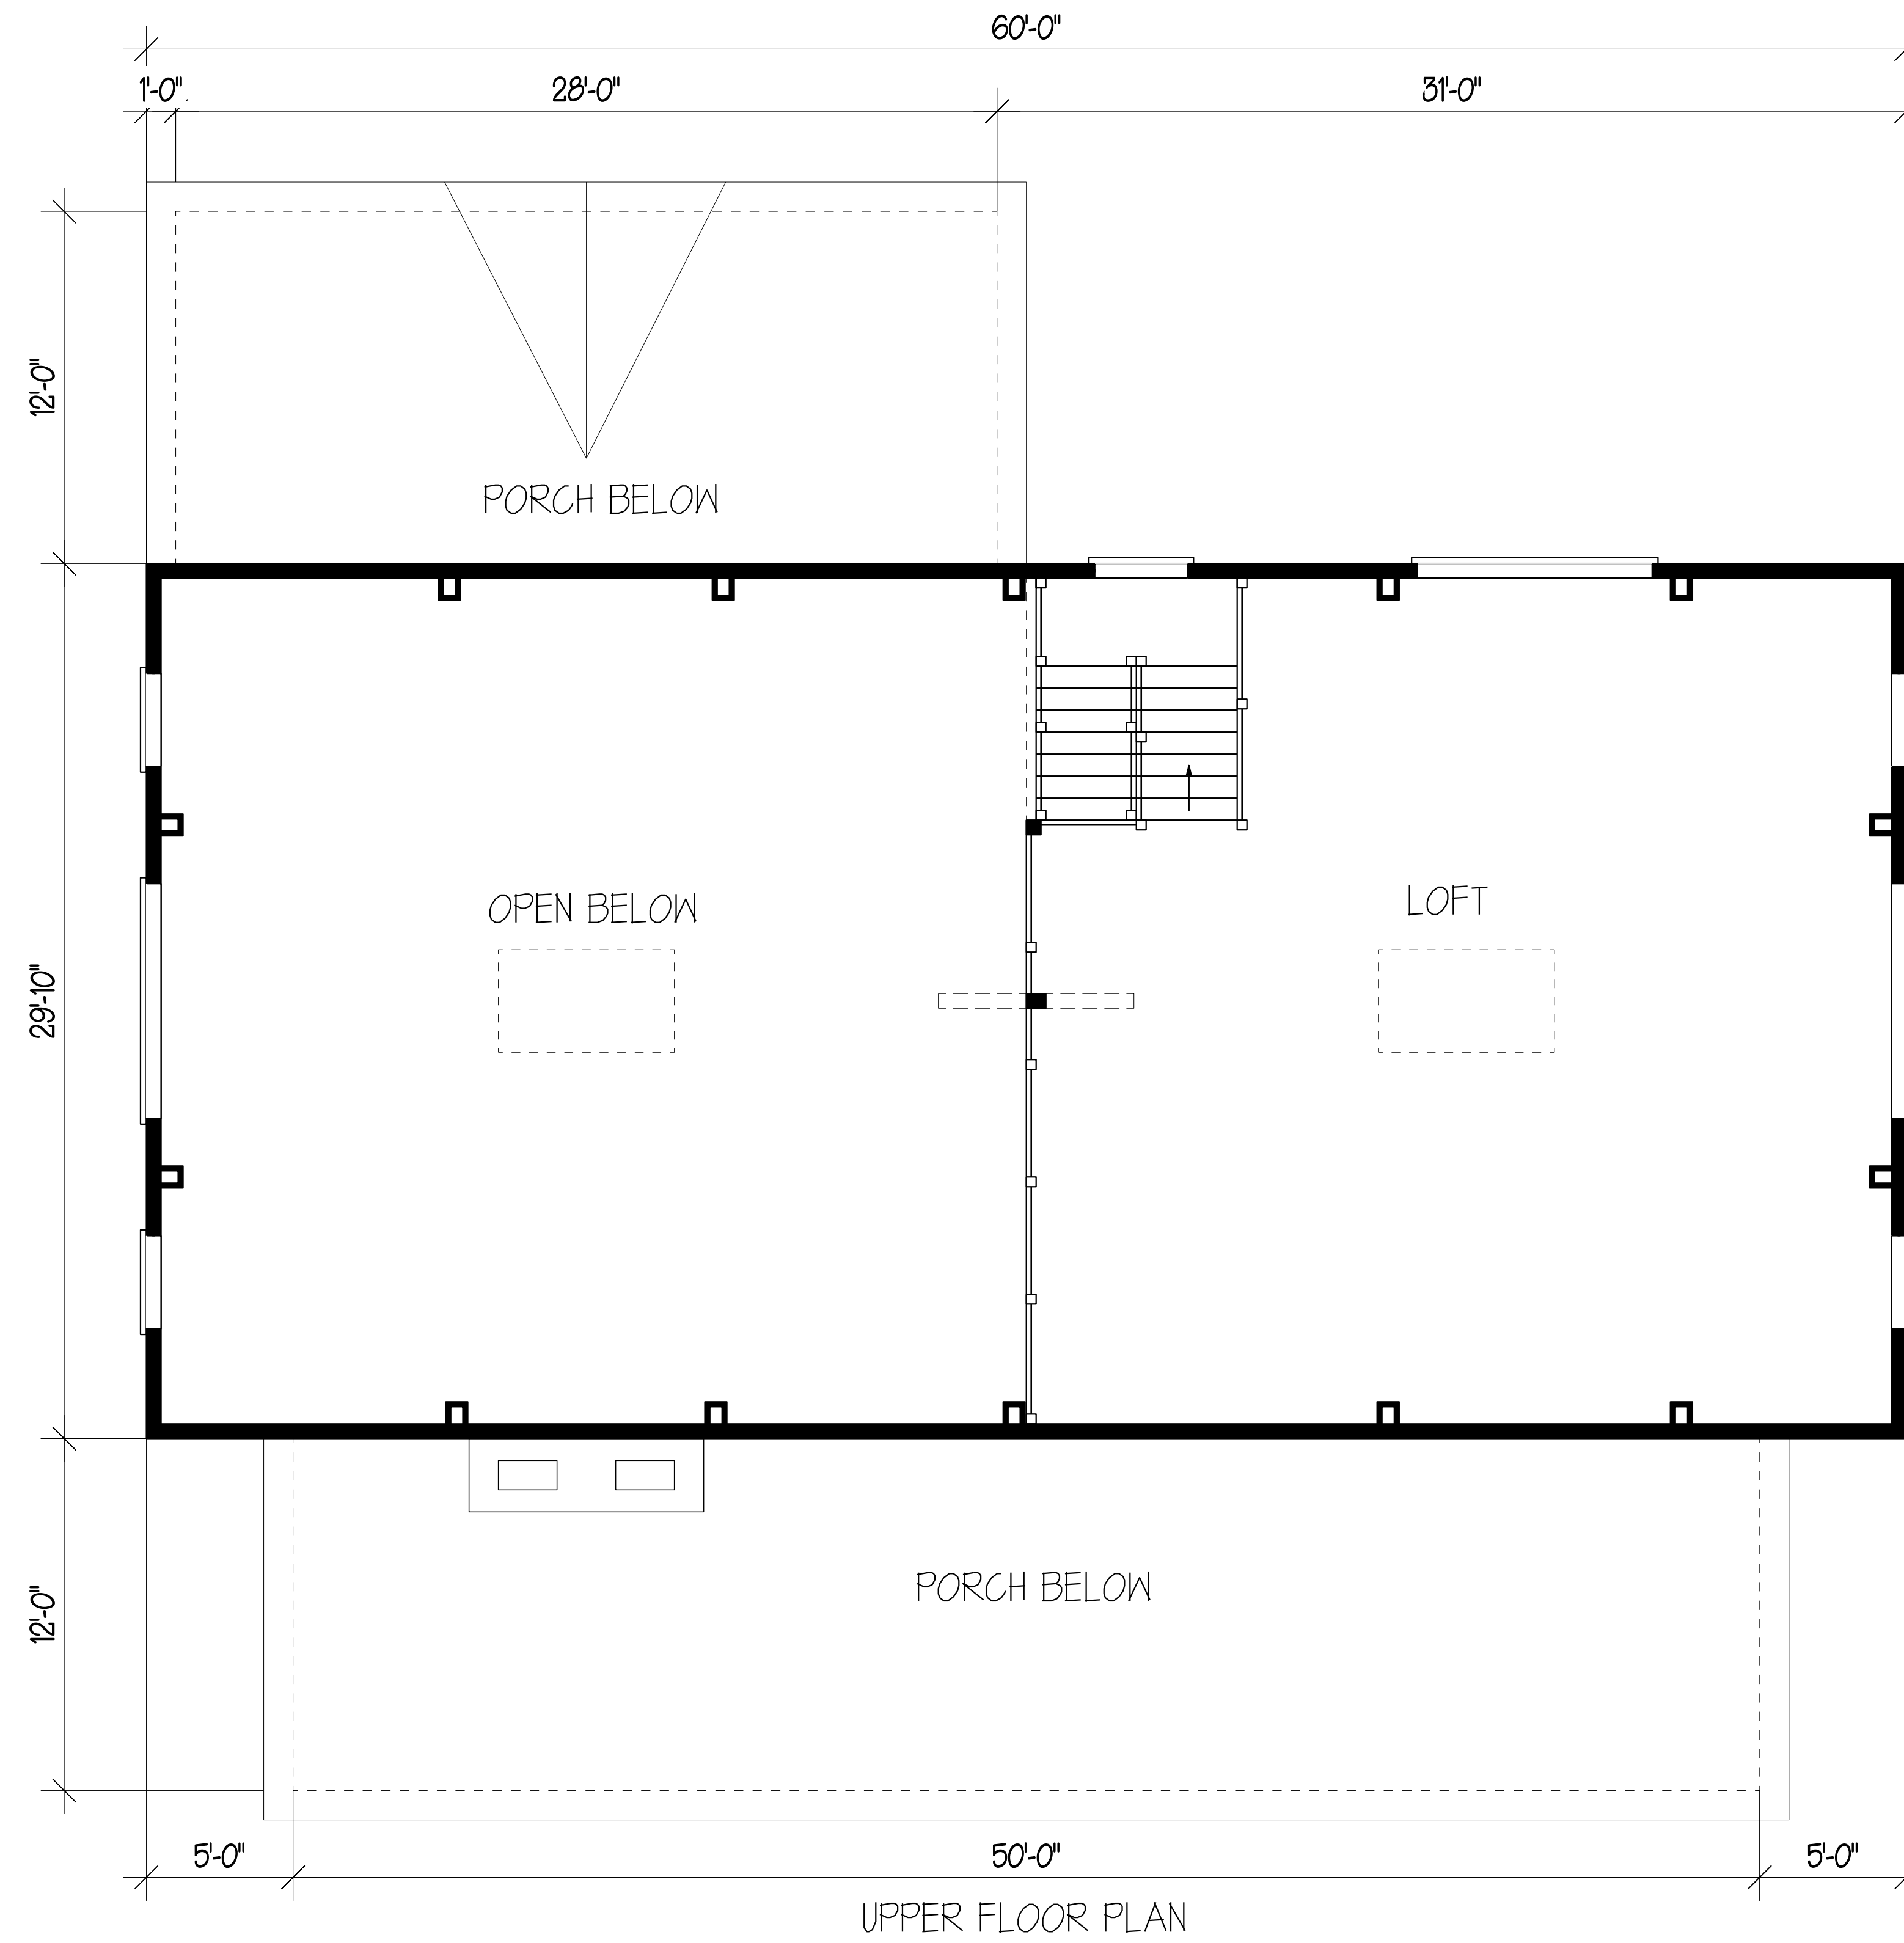 60'-0"
1'-0"
28'-0"
31'-0"
12'-0"
PORCH BELOW
OPEN BELOW
LOFT
29'-10"
PORCH BELOW
12'-0"
5'-0"
50'-0"
5'-0"
UPPER FLOOR PLAN